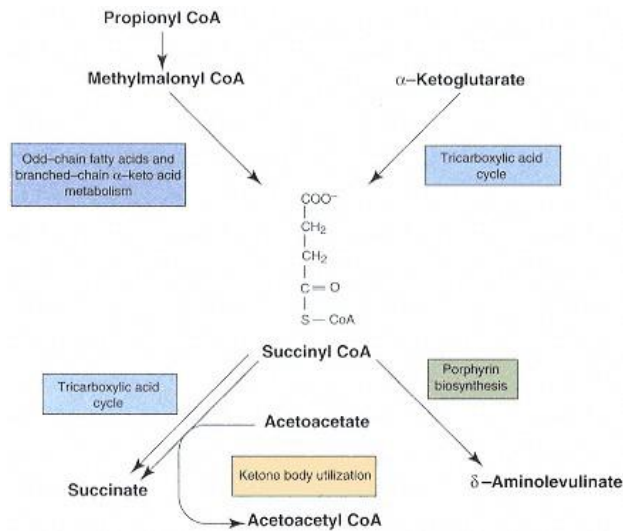 Propionyl CoA
Methylmalonyl CoA
α–Ketoglutarate
Odd–chain fatty acids and
branched–chain α–keto acid
metabolism
Tricarboxylic acid
cycle
COO⁻
CH₂
CH₂
C=O
S—CoA
Succinyl CoA
Tricarboxylic acid
cycle
Porphyrin
biosynthesis
Acetoacetate
Ketone body utilization
Succinate
δ–Aminolevulinate
Acetoacetyl CoA